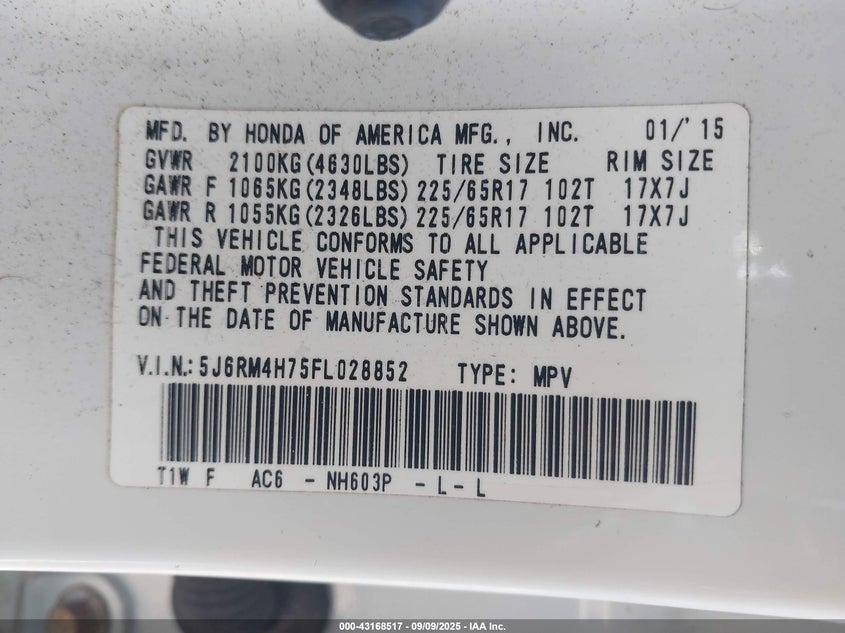 MFD. BY HONDA OF AMERICA MFG., INC. 01/'15
GVWR 2100KG(4630LBS) TIRE SIZE RIM SIZE
GAWR F 1065KG(2348LBS) 225/65R17 102T 17X7J
GAWR R 1055KG(2326LBS) 225/65R17 102T 17X7J
THIS VEHICLE CONFORMS TO ALL APPLICABLE
FEDERAL MOTOR VEHICLE SAFETY
AND THEFT PREVENTION STANDARDS IN EFFECT
ON THE DATE OF MANUFACTURE SHOWN ABOVE.
V.I.N.: 5J6RM4H75FL028852 TYPE: MPV
T1W F AC6 - NH603P - L - L
000-43168517 - 09/09/2025 - IAA Inc.